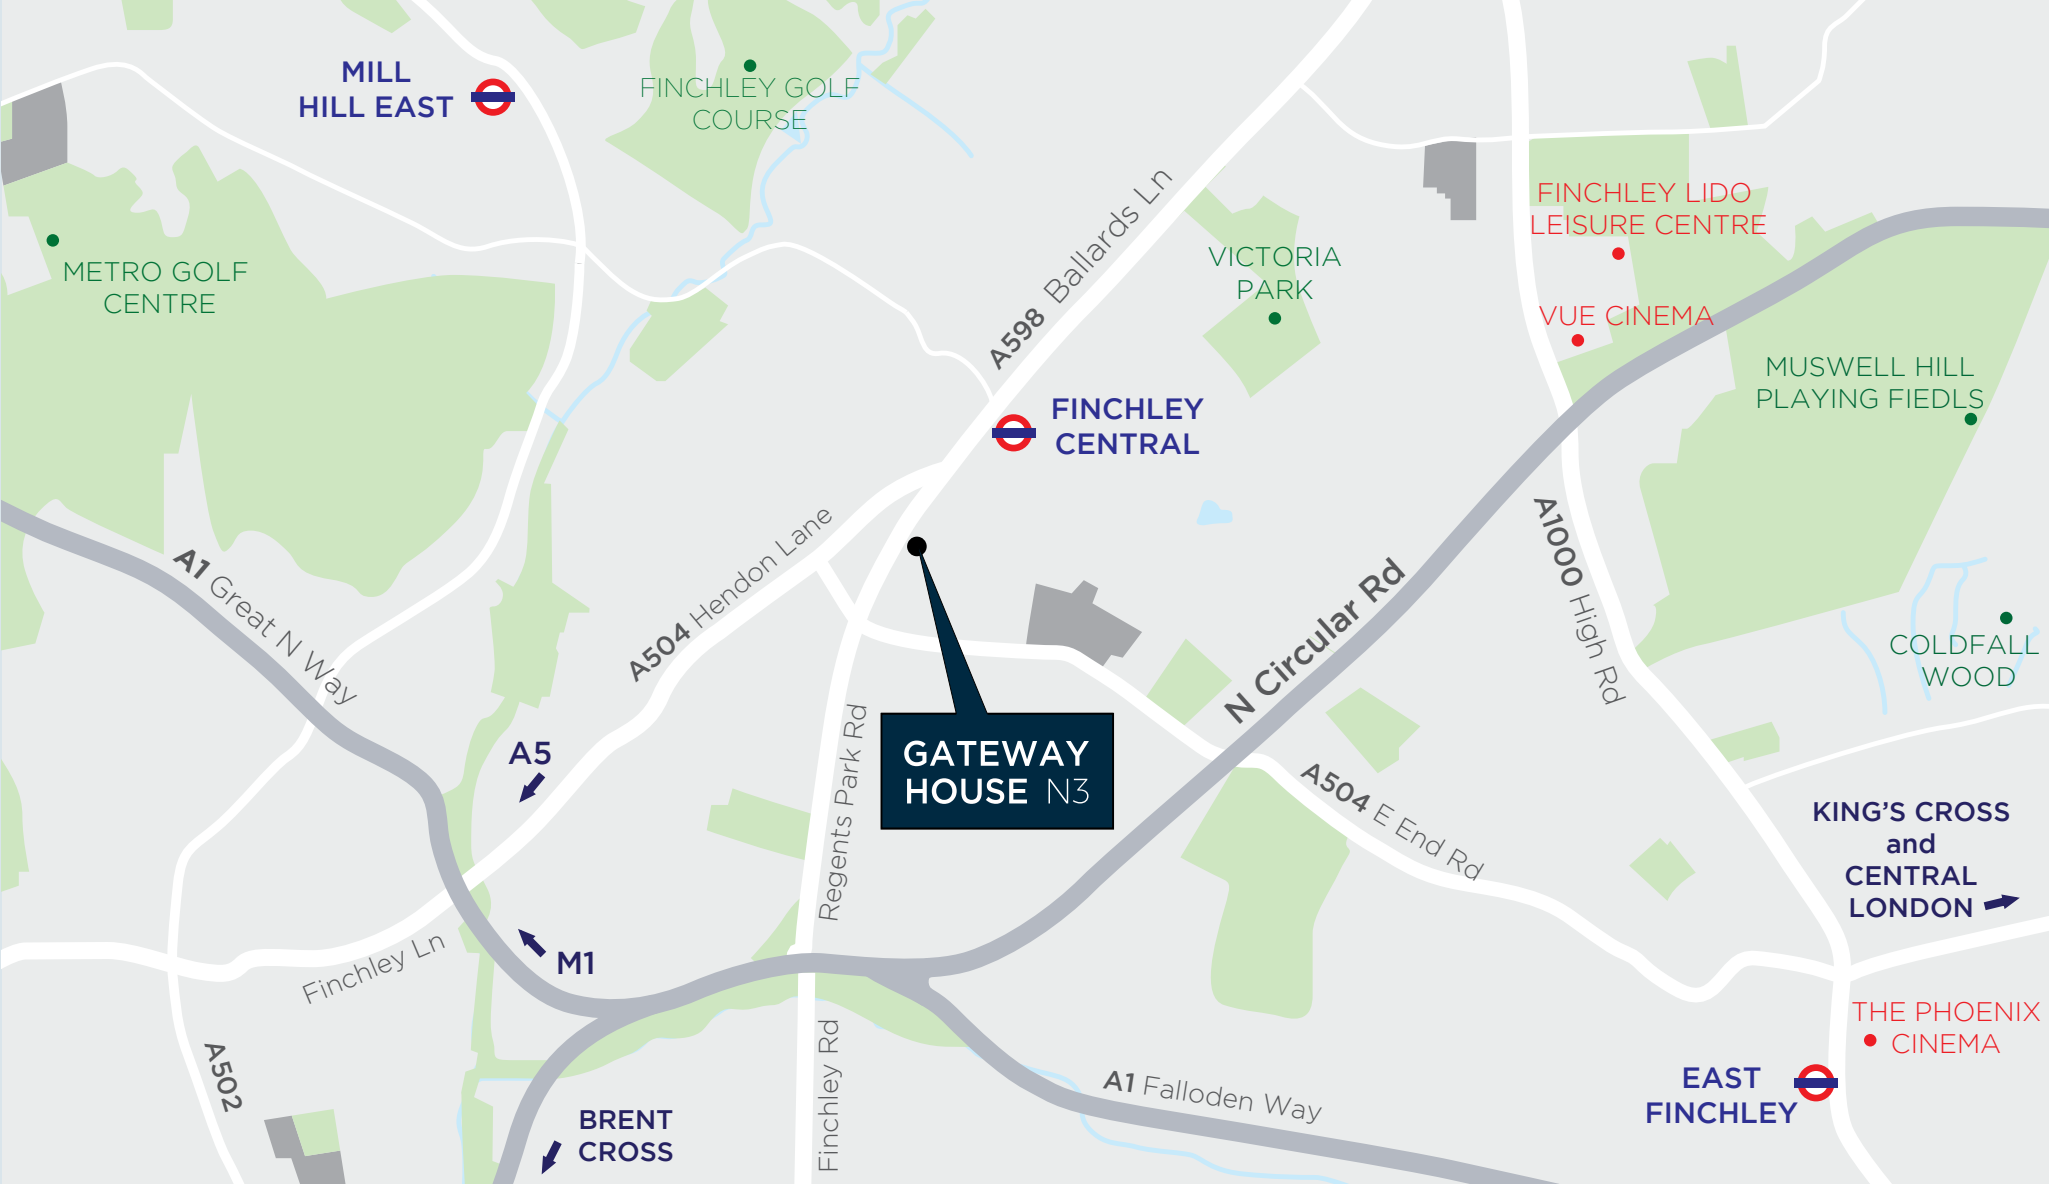 MILL
HILL EAST
FINCHLEY GOLF
COURSE
METRO GOLF
CENTRE
A598 Ballards Ln
VICTORIA
PARK
FINCHLEY LIDO
LEISURE CENTRE
VUE CINEMA
MUSWELL HILL
PLAYING FIEDLS
FINCHLEY
CENTRAL
A504 Hendon Lane
A1 Great N Way
N Circular Rd
A1000 High Rd
COLDFALL
WOOD
A5
Regents Park Rd
GATEWAY
HOUSE N3
A504 E End Rd
KING'S CROSS
and
CENTRAL
LONDON
Finchley Ln
M1
A502
Finchley Rd
BRENT
CROSS
A1 Falloden Way
THE PHOENIX
CINEMA
EAST
FINCHLEY